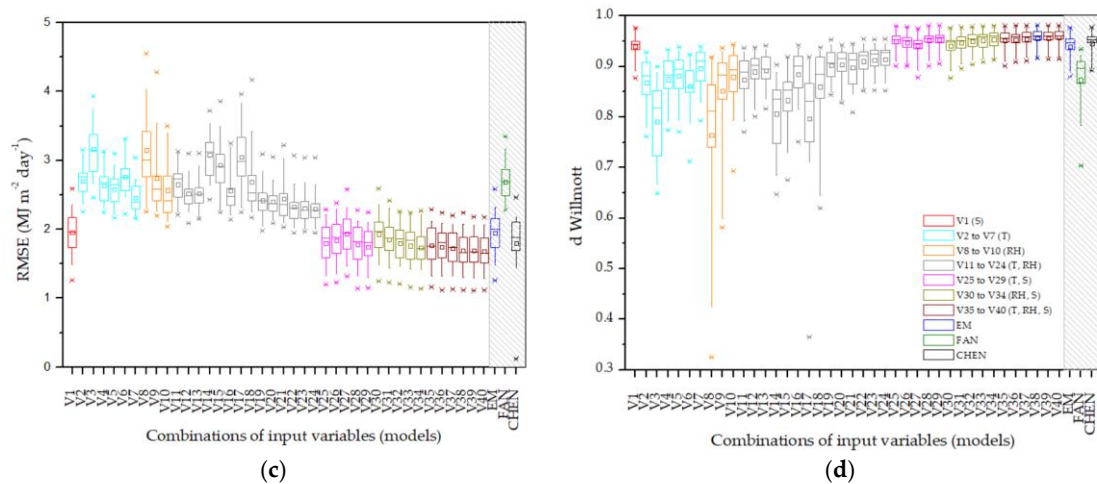 5
4
3
2
1
0
RMSE (MJ m-2 day-1)
V1 V2 V3 V4 V5 V6 V7 V8 V9 V10 V11 V12 V13 V14 V15 V16 V17 V18 V19 V20 V21 V22 V23 V24 V25 V26 V27 V28 V29 V30 V31 V32 V33 V34 V35 V36 V37 V38 V39 V40 EM FAN CHEN
Combinations of input variables (models)
(c)
1.0
0.9
0.8
0.7
0.6
0.5
0.4
0.3
d Willmott
V1 (S)
V2 to V7 (T)
V8 to V10 (RH)
V11 to V24 (T, RH)
V25 to V29 (T, S)
V30 to V34 (RH, S)
V35 to V40 (T, RH, S)
EM
FAN
CHEN
V1 V2 V3 V4 V5 V6 V7 V8 V9 V10 V11 V12 V13 V14 V15 V16 V17 V18 V19 V20 V21 V22 V23 V24 V25 V26 V27 V28 V29 V30 V31 V32 V33 V34 V35 V36 V37 V38 V39 V40 EM FAN CHEN
Combinations of input variables (models)
(d)